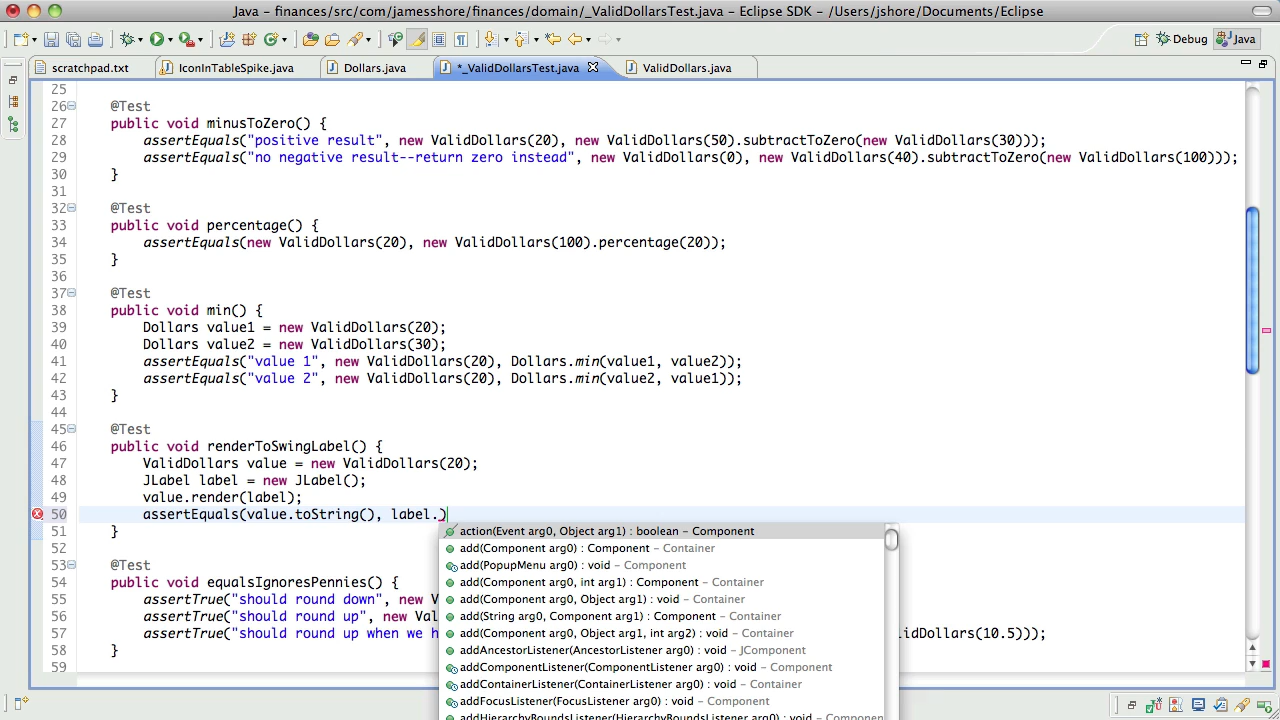 Java – finances/src/com/jamesshore/finances/domain/_ValidDollarsTest.java – Eclipse SDK – /Users/jshore/Documents/Eclipse
Debug Java
scratchpad.txt IconInTableSpike.java Dollars.java *_ValidDollarsTest.java ValidDollars.java
25
26 @Test
27 public void minusToZero() {
28 assertEquals("positive result", new ValidDollars(20), new ValidDollars(50).subtractToZero(new ValidDollars(30)));
29 assertEquals("no negative result--return zero instead", new ValidDollars(0), new ValidDollars(40).subtractToZero(new ValidDollars(100)));
30 }
31
32 @Test
33 public void percentage() {
34 assertEquals(new ValidDollars(20), new ValidDollars(100).percentage(20));
35 }
36
37 @Test
38 public void min() {
39 Dollars value1 = new ValidDollars(20);
40 Dollars value2 = new ValidDollars(30);
41 assertEquals("value 1", new ValidDollars(20), Dollars.min(value1, value2));
42 assertEquals("value 2", new ValidDollars(20), Dollars.min(value2, value1));
43 }
44
45 @Test
46 public void renderToSwingLabel() {
47 ValidDollars value = new ValidDollars(20);
48 JLabel label = new JLabel();
49 value.render(label);
50 assertEquals(value.toString(), label.)
51 }
52
53 @Test
54 public void equalsIgnoresPennies() {
55 assertTrue("should round down", new V
56 assertTrue("should round up", new Val
57 assertTrue("should round up when we h lidDollars(10.5)));
58 }
59
action(Event arg0, Object arg1) : boolean – Component
add(Component arg0) : Component – Container
add(PopupMenu arg0) : void – Component
add(Component arg0, int arg1) : Component – Container
add(Component arg0, Object arg1) : void – Container
add(String arg0, Component arg1) : Component – Container
add(Component arg0, Object arg1, int arg2) : void – Container
addAncestorListener(AncestorListener arg0) : void – JComponent
addComponentListener(ComponentListener arg0) : void – Component
addContainerListener(ContainerListener arg0) : void – Container
addFocusListener(FocusListener arg0) : void – Component
addHierarchyBoundsListener(HierarchyBoundsListener arg0) : void – Component